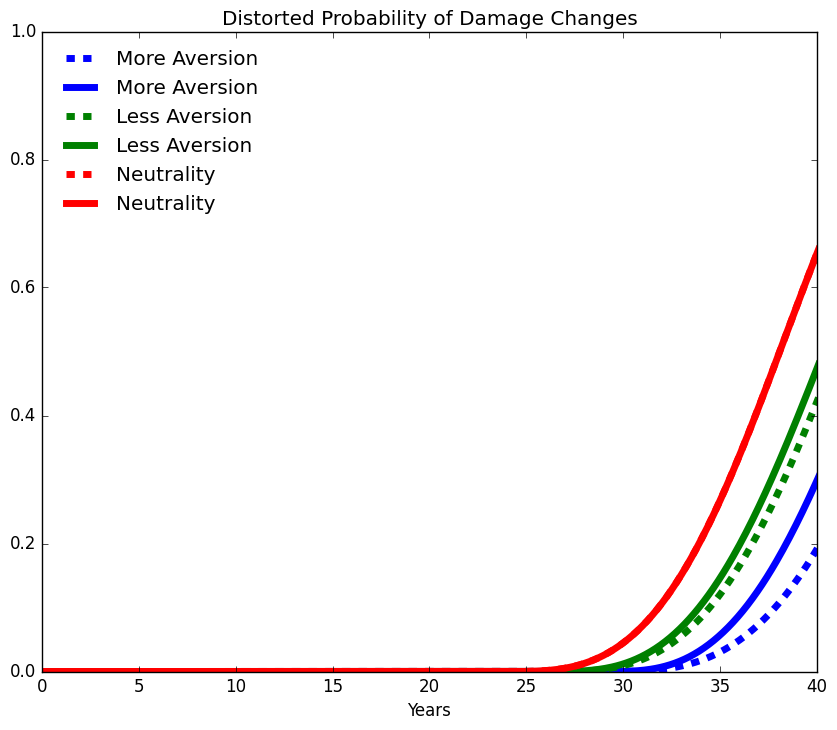 Distorted Probability of Damage Changes
1.0
0.8
0.6
0.4
0.2
0.0
More Aversion
More Aversion
Less Aversion
Less Aversion
Neutrality
Neutrality
0 5 10 15 20 25 30 35 40
Years